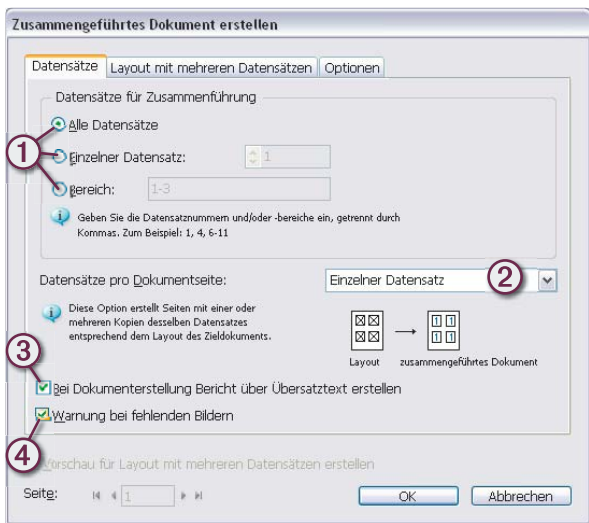 Zusammengeführtes Dokument erstellen
Datensätze
Layout mit mehreren Datensätzen
Optionen
Datensätze für Zusammenführung
Alle Datensätze
1
Einzelner Datensatz:
1
Bereich:
1-3
Geben Sie die Datensatznummern und/oder -bereiche ein, getrennt durch
Kommas. Zum Beispiel: 1, 4, 6-11
Datensätze pro Dokumentseite:
Einzelner Datensatz
2
Diese Option erstellt Seiten mit einer oder
mehreren Kopien desselben Datensatzes
entsprechend dem Layout des Zieldokuments.
1 1
1 1
Layout
zusammengeführtes Dokument
3
Bei Dokumenterstellung Bericht über Übersatztext erstellen
Warnung bei fehlenden Bildern
4
Vorschau für Layout mit mehreren Datensätzen erstellen
Seite:
1
OK
Abbrechen